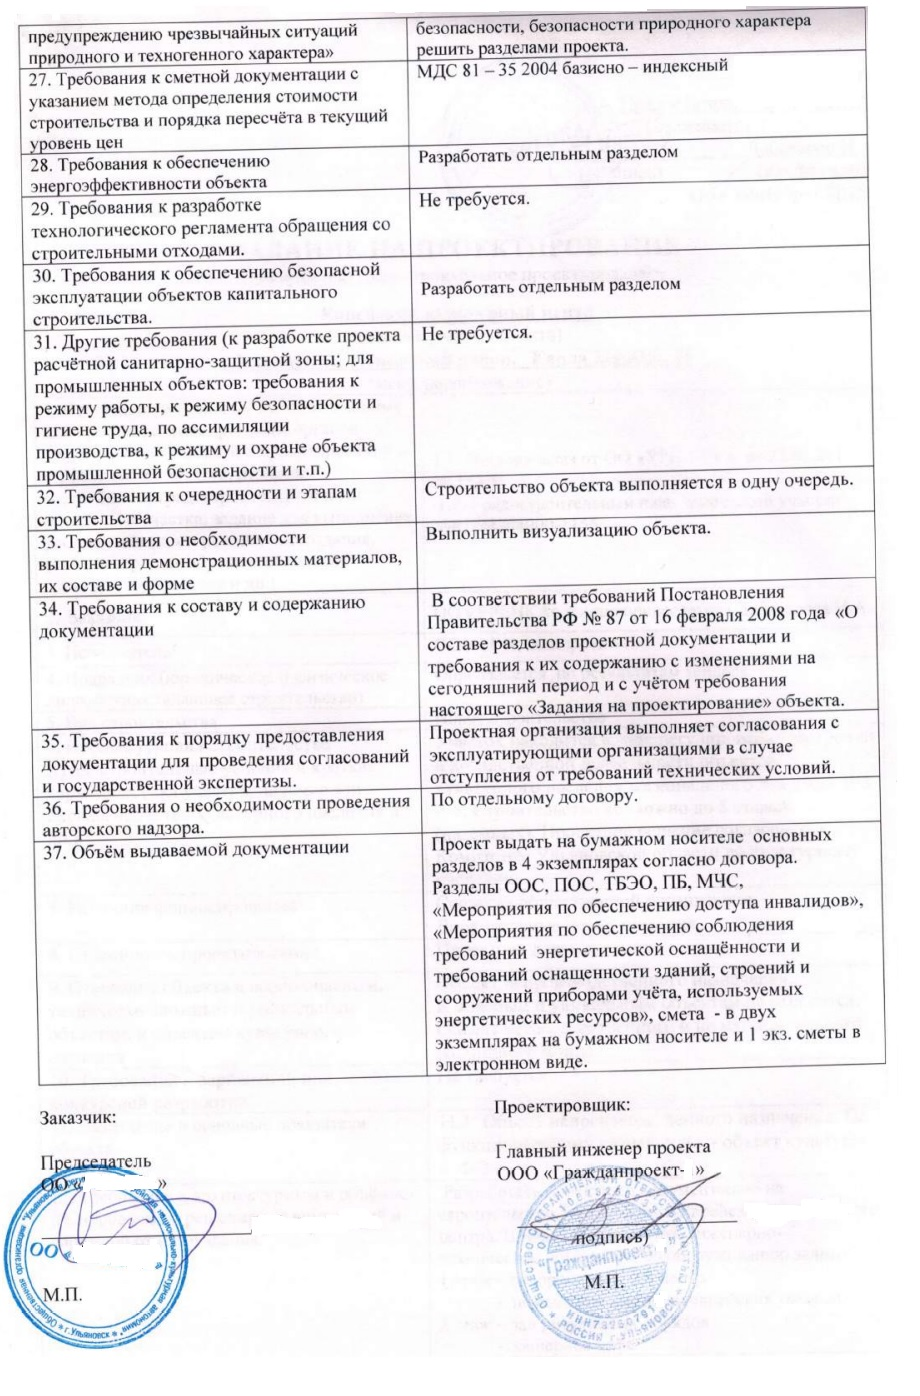 предупреждению чрезвычайных ситуаций
природного и техногенного характера»
безопасности, безопасности природного характера
решить разделами проекта.
27. Требования к сметной документации с
указанием метода определения стоимости
строительства и порядка пересчёта в текущий
уровень цен
МДС 81 – 35 2004 базисно – индексный
28. Требования к обеспечению
энергоэффективности объекта
Разработать отдельным разделом
29. Требования к разработке
технологического регламента обращения со
строительными отходами.
Не требуется.
30. Требования к обеспечению безопасной
эксплуатации объектов капитального
строительства.
Разработать отдельным разделом
31. Другие требования (к разработке проекта
расчётной санитарно-защитной зоны; для
промышленных объектов: требования к
режиму работы, к режиму безопасности и
гигиене труда, по ассимиляции
производства, к режиму и охране объекта
промышленной безопасности и т.п.)
Не требуется.
32. Требования к очередности и этапам
строительства
Строительство объекта выполняется в одну очередь.
33. Требования о необходимости
выполнения демонстрационных материалов,
их составе и форме
Выполнить визуализацию объекта.
34. Требования к составу и содержанию
документации
В соответствии требований Постановления
Правительства РФ № 87 от 16 февраля 2008 года «О
составе разделов проектной документации и
требования к их содержанию с изменениями на
сегодняшний период и с учётом требования
настоящего «Задания на проектирование» объекта.
35. Требования к порядку предоставления
документации для проведения согласований
и государственной экспертизы.
Проектная организация выполняет согласования с
эксплуатирующими организациями в случае
отступления от требований технических условий.
36. Требования о необходимости проведения
авторского надзора.
По отдельному договору.
37. Объём выдаваемой документации
Проект выдать на бумажном носителе основных
разделов в 4 экземплярах согласно договора.
Разделы ООС, ПОС, ТБЭО, ПБ, МЧС,
«Мероприятия по обеспечению доступа инвалидов»,
«Мероприятия по обеспечению соблюдения
требований энергетической оснащённости и
требований оснащенности зданий, строений и
сооружений приборами учёта, используемых
энергетических ресурсов», смета - в двух
экземплярах на бумажном носителе и 1 экз. сметы в
электронном виде.
Заказчик:
Председатель
ОО « »
М.П.
Проектировщик:
Главный инженер проекта
ООО «Гражданпроект- »
подпись)
М.П.
ОО «
"Гражданпроект
г.Ульяновск
национально-культурная автономия
РОССИЯ г.Ульяновск